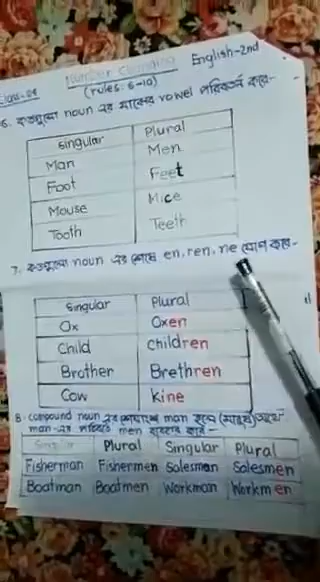 Class-04
Number Changing
English-2nd
(rules: 6-10)
6. কতগুলো noun এর মাঝের vowel পরিবর্তন করে-
Singular Plural
Man Men
Foot Feet
Mouse Mice
Tooth Teeth
7. কতগুলো noun এর শেষে en, ren, ne যোগ করে-
Singular Plural
Ox Oxen
Child Children
Brother Brethren
Cow Kine
8. compound noun এর শেষাংশে man
man এর পরিবর্তে men ব্যবহার করে -
Singular Plural Singular Plural
Fisherman Fishermen Salesman Salesmen
Boatman Boatmen Workman Workmen